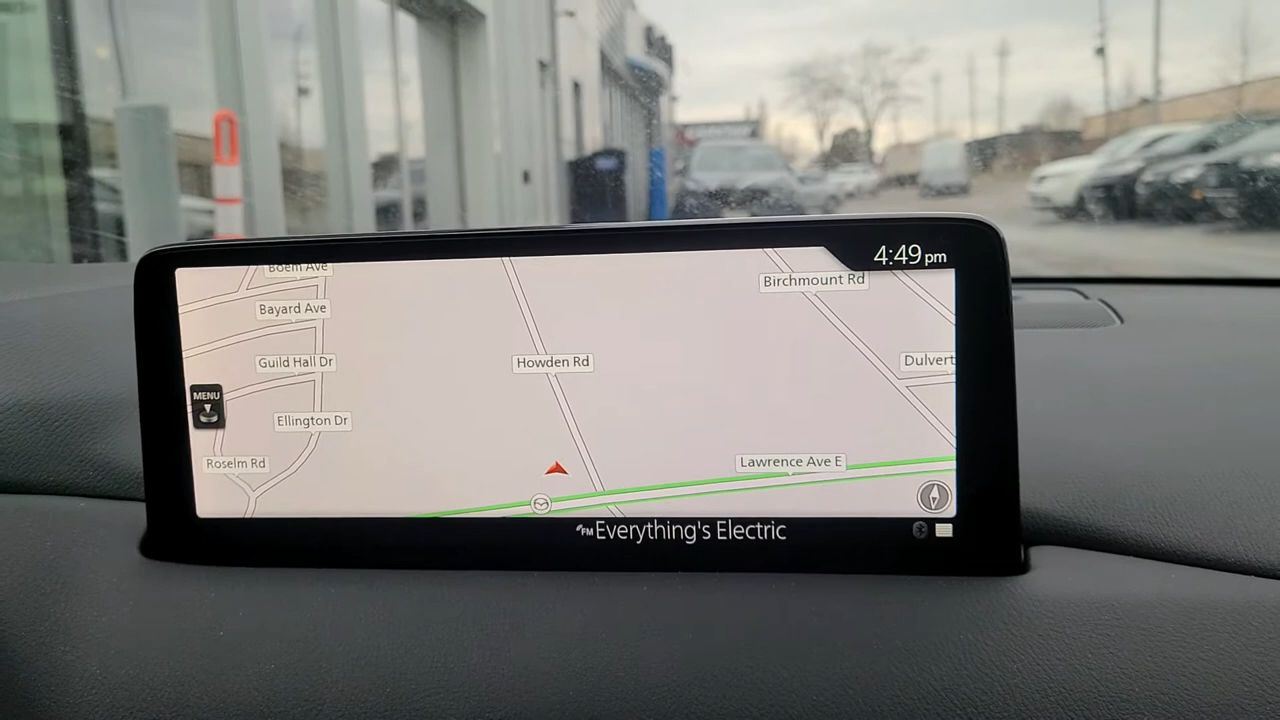 4:49 pm
Boem Ave
Birchmount Rd
Bayard Ave
Guild Hall Dr
Howden Rd
Dulvert
MENU
Ellington Dr
Roselm Rd
Lawrence Ave E
FM Everything's Electric